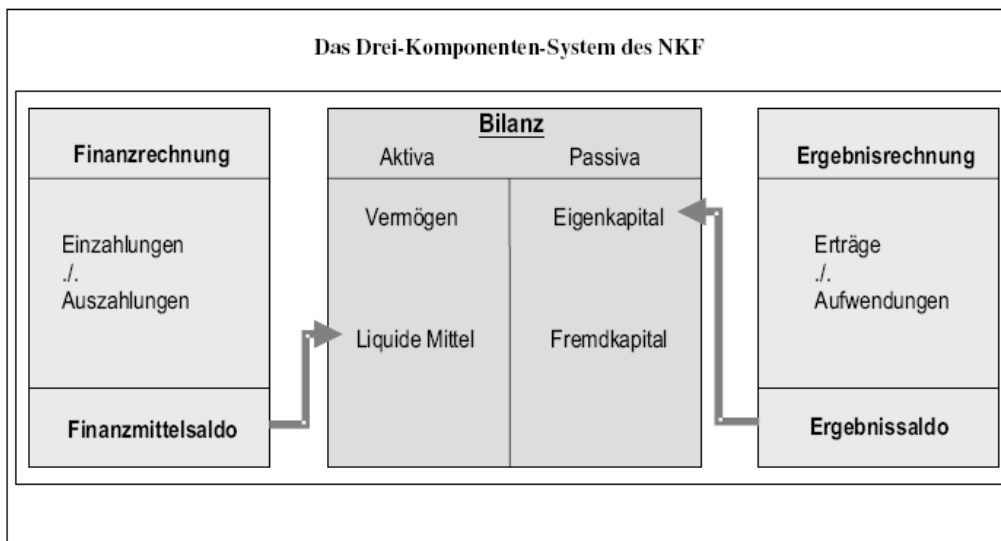 Das Drei-Komponenten-System des NKF
Finanzrechnung
Einzahlungen
./.
Auszahlungen
Finanzmittelsaldo
Bilanz
Aktiva Passiva
Vermögen Eigenkapital
Liquide Mittel Fremdkapital
Ergebnisrechnung
Erträge
./.
Aufwendungen
Ergebnissaldo